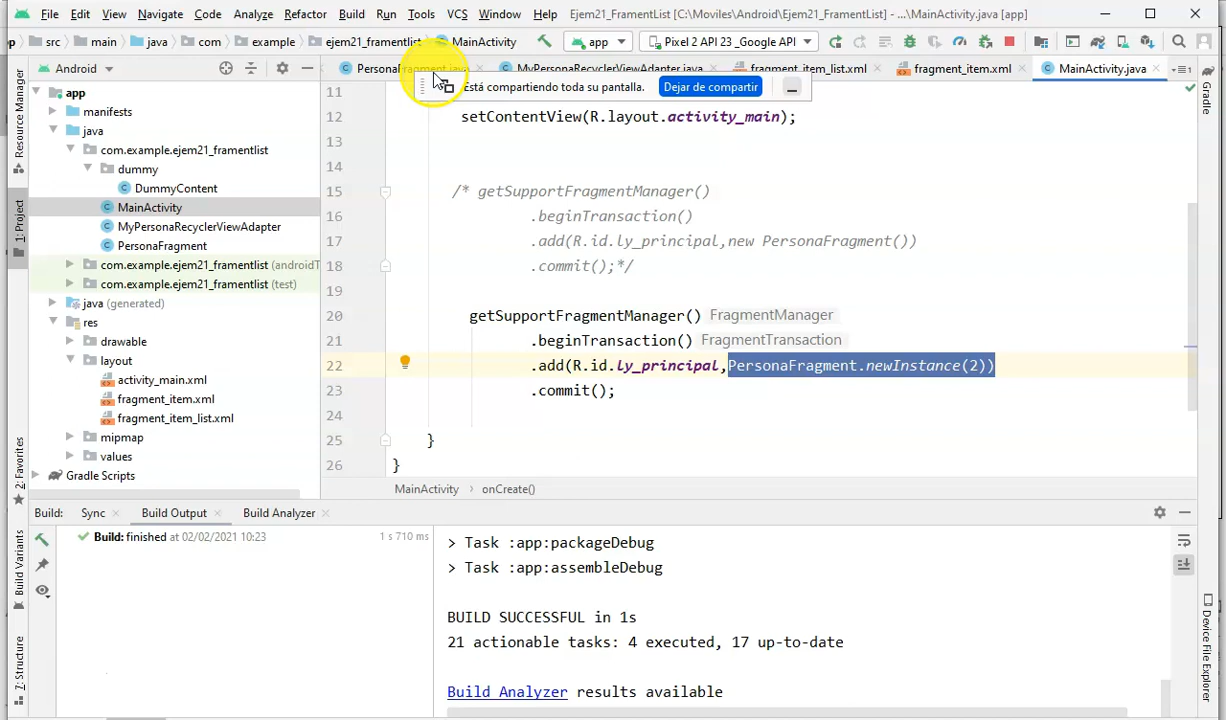 File Edit View Navigate Code Analyze Refactor Build Run Tools VCS Window Help Ejem21_FramentList [C:\Moviles\Android\Ejem21_FramentList] - ...\MainActivity.java [app]
src main java com example ejem21_framentlist MainActivity app Pixel 2 API 23 _Google API
Android
MyPersonaRecyclerViewAdapter.java fragment_item_list.xml fragment_item.xml MainActivity.java
Está compartiendo toda su pantalla. Dejar de compartir
Resource Manager
1: Project
2: Favorites
Build Variants
7: Structure
app
manifests
java
com.example.ejem21_framentlist
dummy
DummyContent
MainActivity
MyPersonaRecyclerViewAdapter
PersonaFragment
com.example.ejem21_framentlist (androidT
com.example.ejem21_framentlist (test)
java (generated)
res
drawable
layout
activity_main.xml
fragment_item.xml
fragment_item_list.xml
mipmap
values
Gradle Scripts
11
12 setContentView(R.layout.activity_main);
13
14
15 /* getSupportFragmentManager()
16 .beginTransaction()
17 .add(R.id.ly_principal,new PersonaFragment())
18 .commit();*/
19
20 getSupportFragmentManager() FragmentManager
21 .beginTransaction() FragmentTransaction
22 .add(R.id.ly_principal,PersonaFragment.newInstance(2))
23 .commit();
24
25 }
26 }
MainActivity › onCreate()
Gradle
Device File Explorer
Build: Sync Build Output Build Analyzer
Build: finished at 02/02/2021 10:23 1 s 710 ms
> Task :app:packageDebug
> Task :app:assembleDebug
BUILD SUCCESSFUL in 1s
21 actionable tasks: 4 executed, 17 up-to-date
Build Analyzer results available